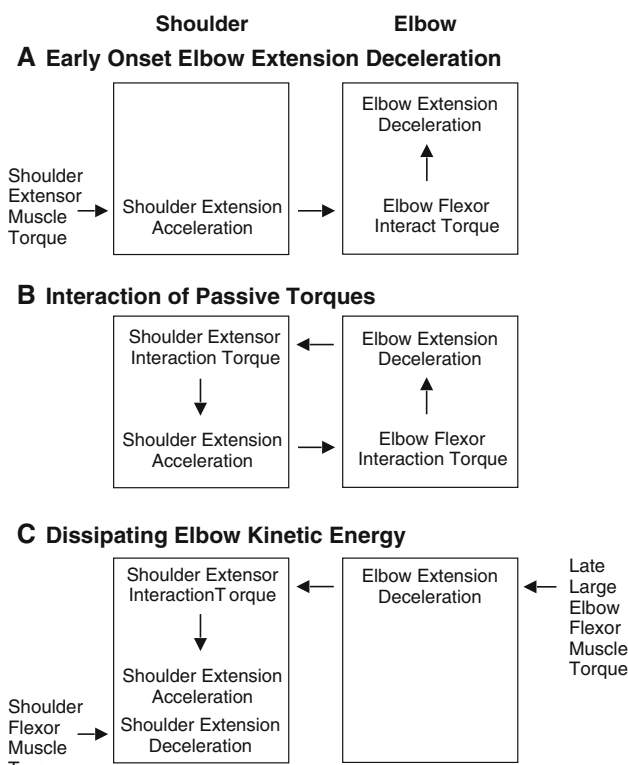 Shoulder Elbow
A Early Onset Elbow Extension Deceleration
Elbow Extension
Deceleration
Shoulder
Extensor
Muscle
Torque
Shoulder Extension
Acceleration
Elbow Flexor
Interact Torque
B Interaction of Passive Torques
Shoulder Extensor
Interaction Torque
Elbow Extension
Deceleration
Shoulder Extension
Acceleration
Elbow Flexor
Interaction Torque
C Dissipating Elbow Kinetic Energy
Shoulder Extensor
InteractionT orque
Elbow Extension
Deceleration
Late
Large
Elbow
Flexor
Muscle
Torque
Shoulder Extension
Acceleration
Shoulder
Flexor
Muscle
Shoulder Extension
Deceleration